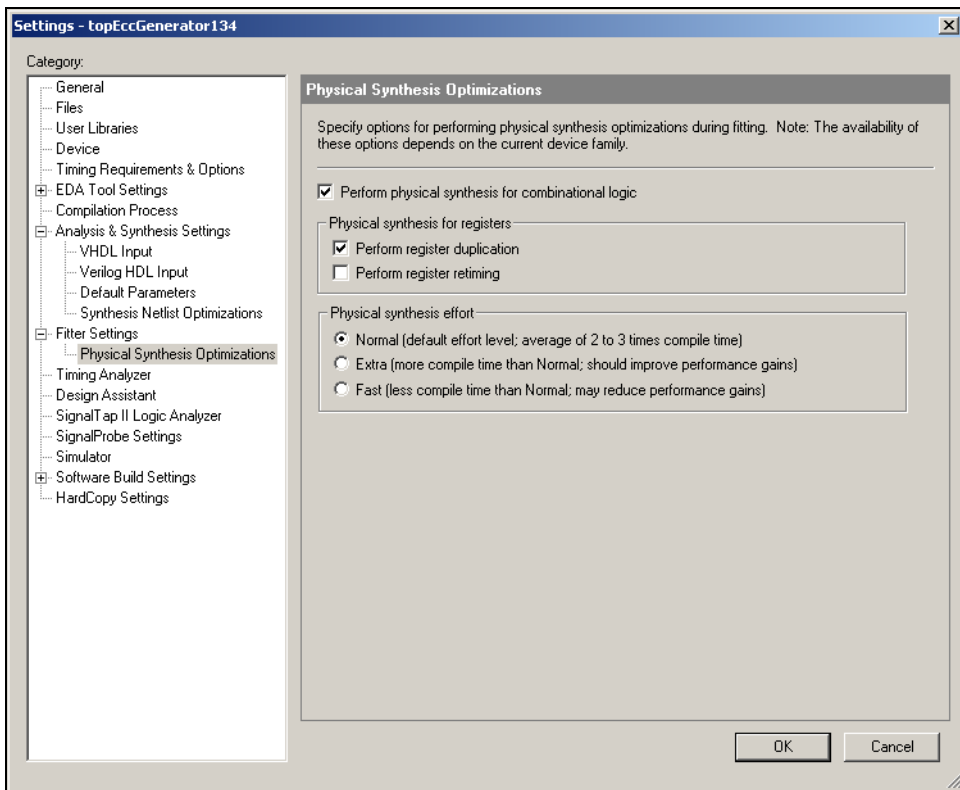 Settings - topEccGenerator134
Category:
General
Files
User Libraries
Device
Timing Requirements & Options
EDA Tool Settings
Compilation Process
Analysis & Synthesis Settings
VHDL Input
Verilog HDL Input
Default Parameters
Synthesis Netlist Optimizations
Fitter Settings
Physical Synthesis Optimizations
Timing Analyzer
Design Assistant
SignalTap II Logic Analyzer
SignalProbe Settings
Simulator
Software Build Settings
HardCopy Settings
Physical Synthesis Optimizations
Specify options for performing physical synthesis optimizations during fitting. Note: The availability of
these options depends on the current device family.
Perform physical synthesis for combinational logic
Physical synthesis for registers
Perform register duplication
Perform register retiming
Physical synthesis effort
Normal (default effort level; average of 2 to 3 times compile time)
Extra (more compile time than Normal; should improve performance gains)
Fast (less compile time than Normal; may reduce performance gains)
OK
Cancel